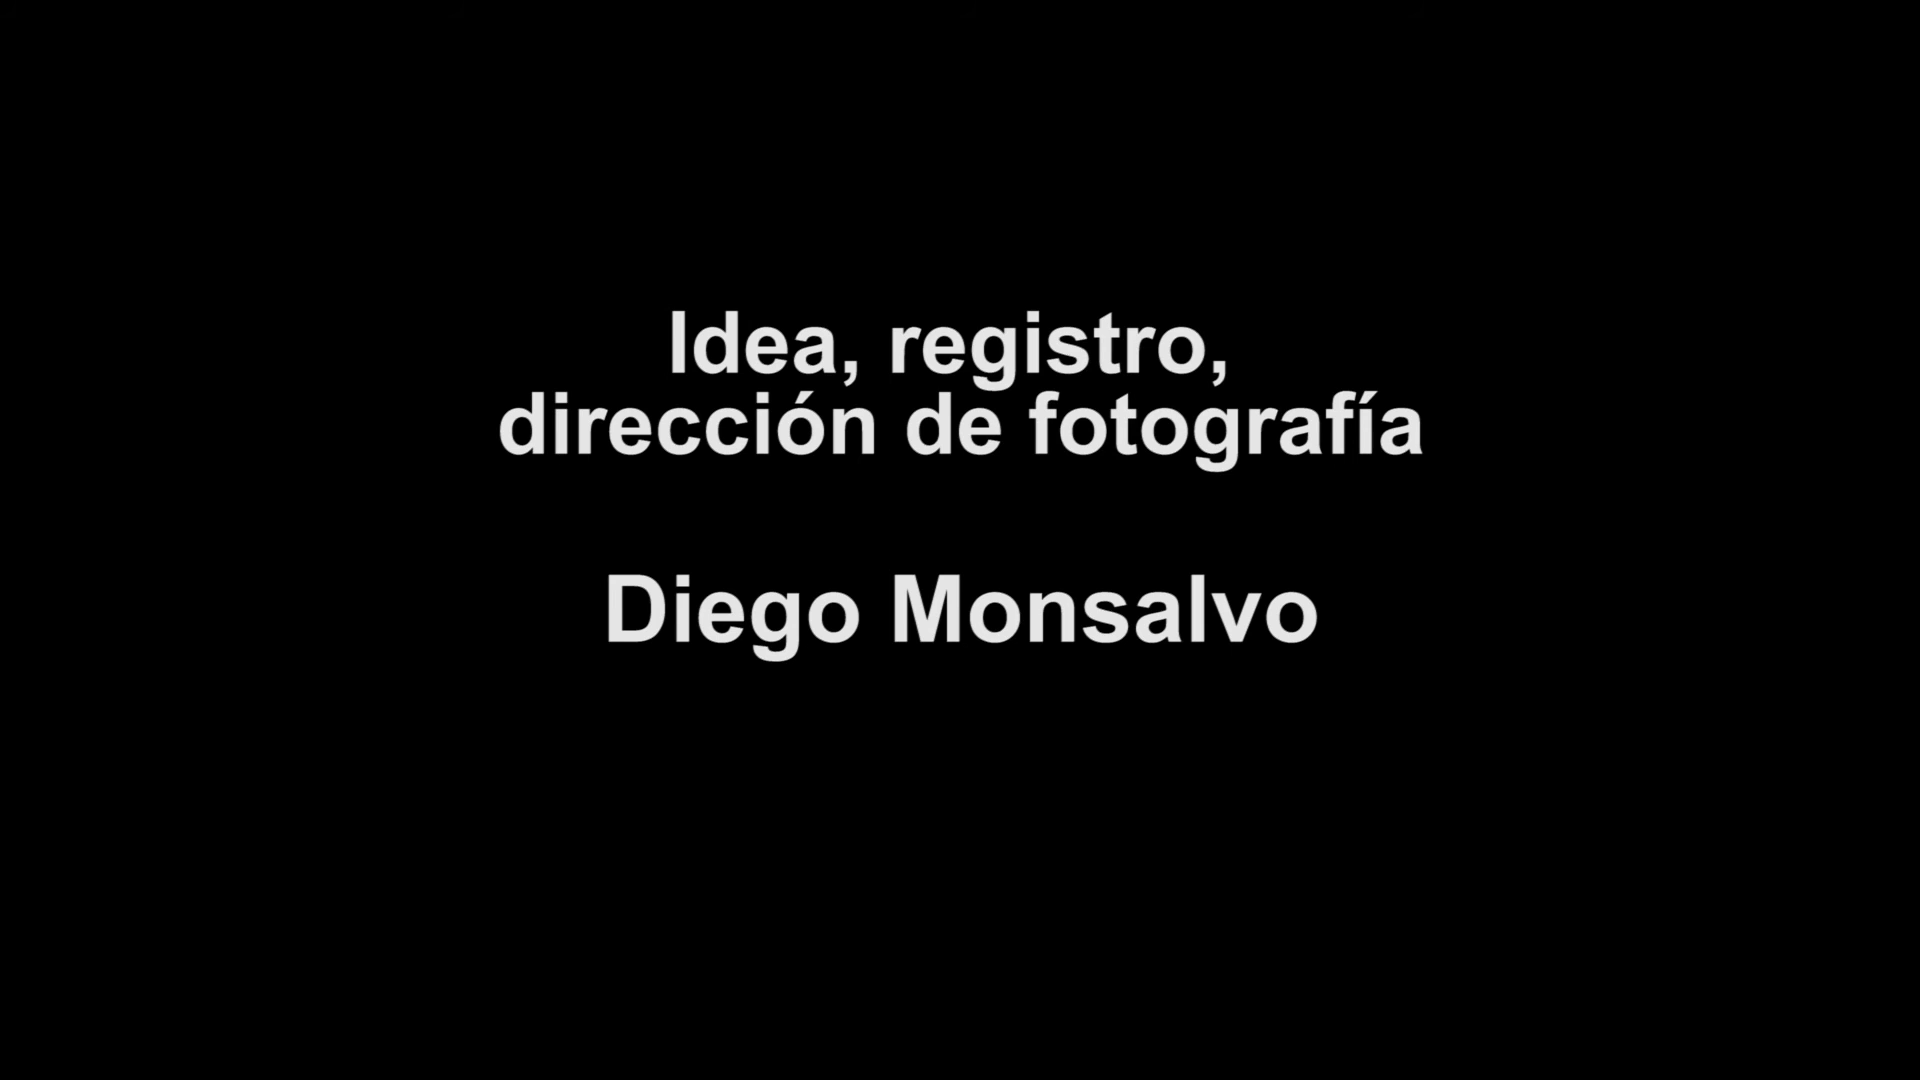 Idea, registro,
dirección de fotografía
Diego Monsalvo